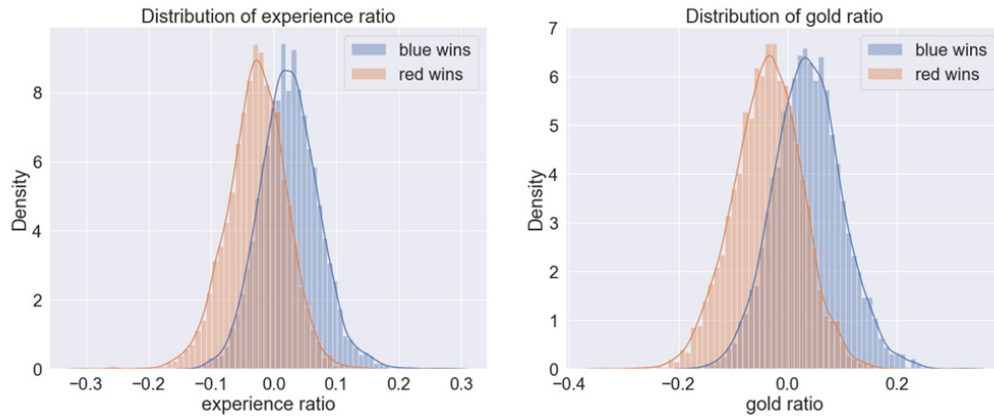 Distribution of experience ratio
blue wins
red wins
8
6
4
2
0
Density
−0.3
−0.2
−0.1
0.0
0.1
0.2
0.3
experience ratio
Distribution of gold ratio
blue wins
red wins
7
6
5
4
3
2
1
0
Density
−0.4
−0.2
0.0
0.2
gold ratio